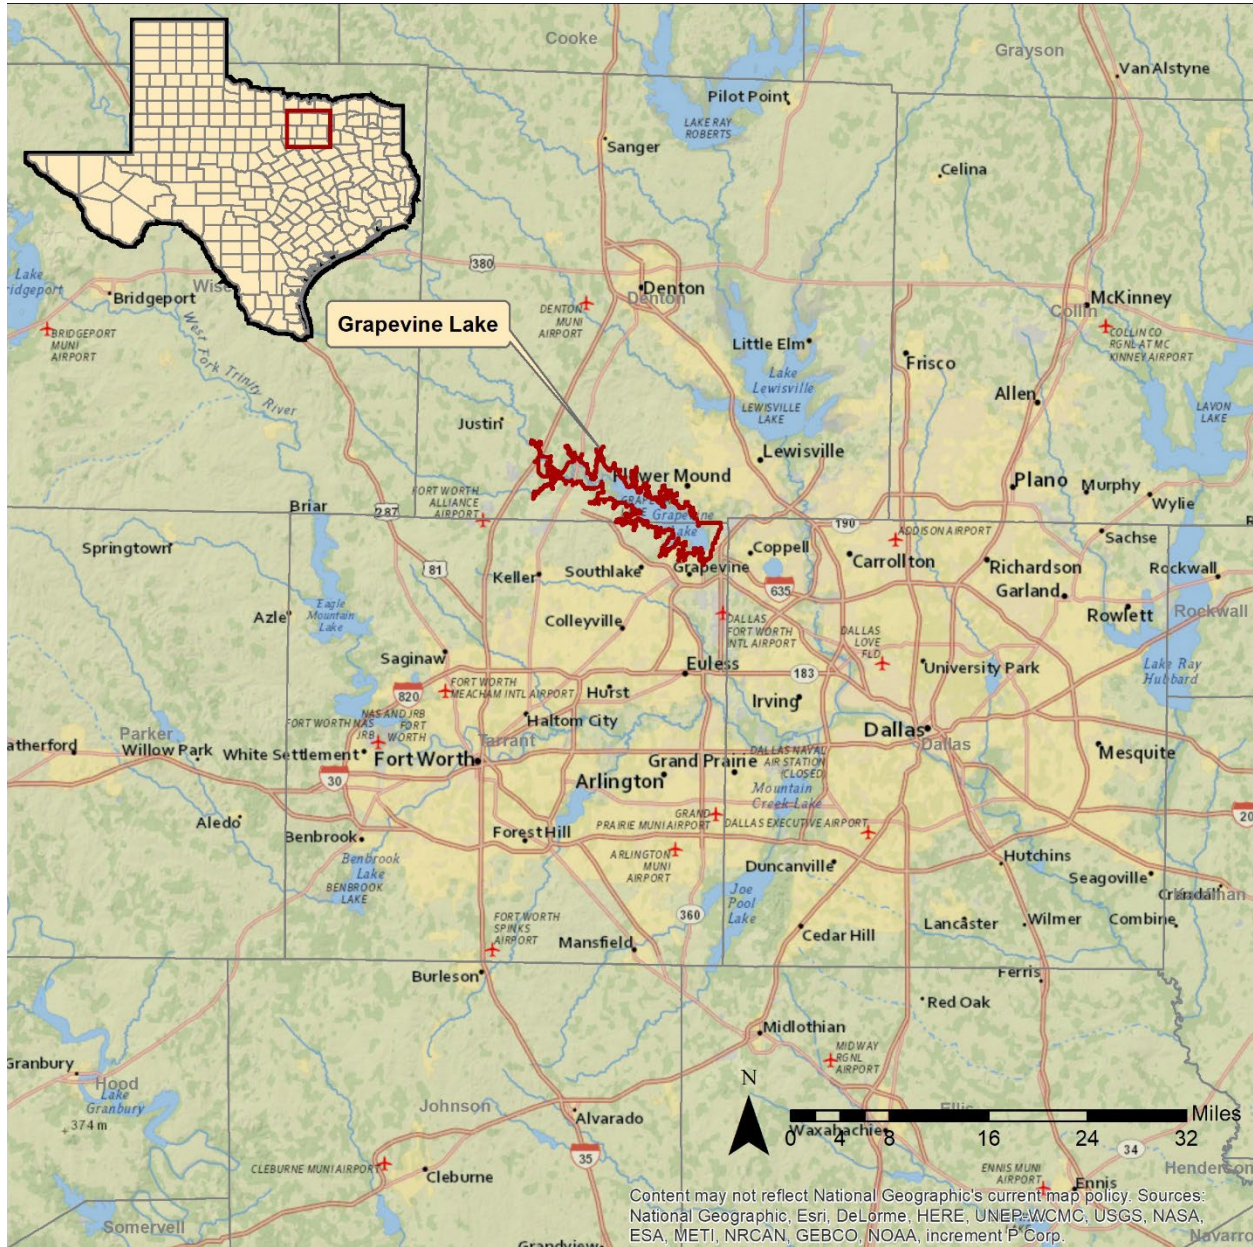 Cooke
Grayson
Van Alstyne
Pilot Point
LAKE RAY
ROBERTS
Sanger
Celina
380
Lake
Bridgeport
Wise
West Fork Trinity River
BRIDGEPORT
MUNI
AIRPORT
Denton
Denton
DENTON
MUNI
AIRPORT
McKinney
Collin
COLLIN CO
RGNL AT MC
KINNEY AIRPORT
Grapevine Lake
Little Elm
Frisco
Lake
Lewisville
LEWISVILLE
LAKE
Allen
LAVON
LAKE
Justin
Lewisville
Flower Mound
Plano
Murphy
Wylie
FORT WORTH
ALLIANCE
AIRPORT
Grapevine
Lake
Briar
287
190
ADDISON AIRPORT
Sachse
Springtown
81
Keller
Southlake
Grapevine
Coppell
Carrollton
Richardson
Rockwall
635
Garland
Rowlett
Rockwall
Azle
Eagle
Mountain
Lake
Colleyville
DALLAS
FORT WORTH
INTL AIRPORT
DALLAS
LOVE
FLD
Saginaw
Euless
183
University Park
Lake Ray
Hubbard
820
FORT WORTH
MEACHAM INTL AIRPORT
Hurst
Irving
NAS AND JRB
FORT
WORTH
FORT WORTH NAS
JRB
Haltom City
Tarrant
Dallas
Dallas
Parker
atherford
Willow Park
White Settlement
Fort Worth
Grand Prairie
DALLAS NAVAL
AIR STATION
(CLOSED)
Mesquite
30
Arlington
Mountain
Creek Lake
20
Aledo
GRAND
PRAIRIE MUNI AIRPORT
DALLAS EXECUTIVE AIRPORT
Benbrook
Forest Hill
Benbrook
Lake
BENBROOK
LAKE
ARLINGTON
MUNI
AIRPORT
Duncanville
Hutchins
Seagoville
Crandall
Kaufman
Joe
Pool
Lake
360
FORT WORTH
SPINKS
AIRPORT
Lancaster
Wilmer
Combine
Mansfield
Cedar Hill
Burleson
Ferris
Red Oak
Midlothian
Granbury
Hood
Lake
Granbury
374 m
MIDWAY
RGNL
AIRPORT
N
Johnson
Ellis
Alvarado
Miles
Waxahachie
0 4 8 16 24 32
35
34
CLEBURNE MUNI AIRPORT
Cleburne
ENNIS MUNI
AIRPORT
Ennis
Henderson
Content may not reflect National Geographic's current map policy. Sources:
National Geographic, Esri, DeLorme, HERE, UNEP-WCMC, USGS, NASA,
ESA, METI, NRCAN, GEBCO, NOAA, increment P Corp.
Somervell
Grandview
Navarro